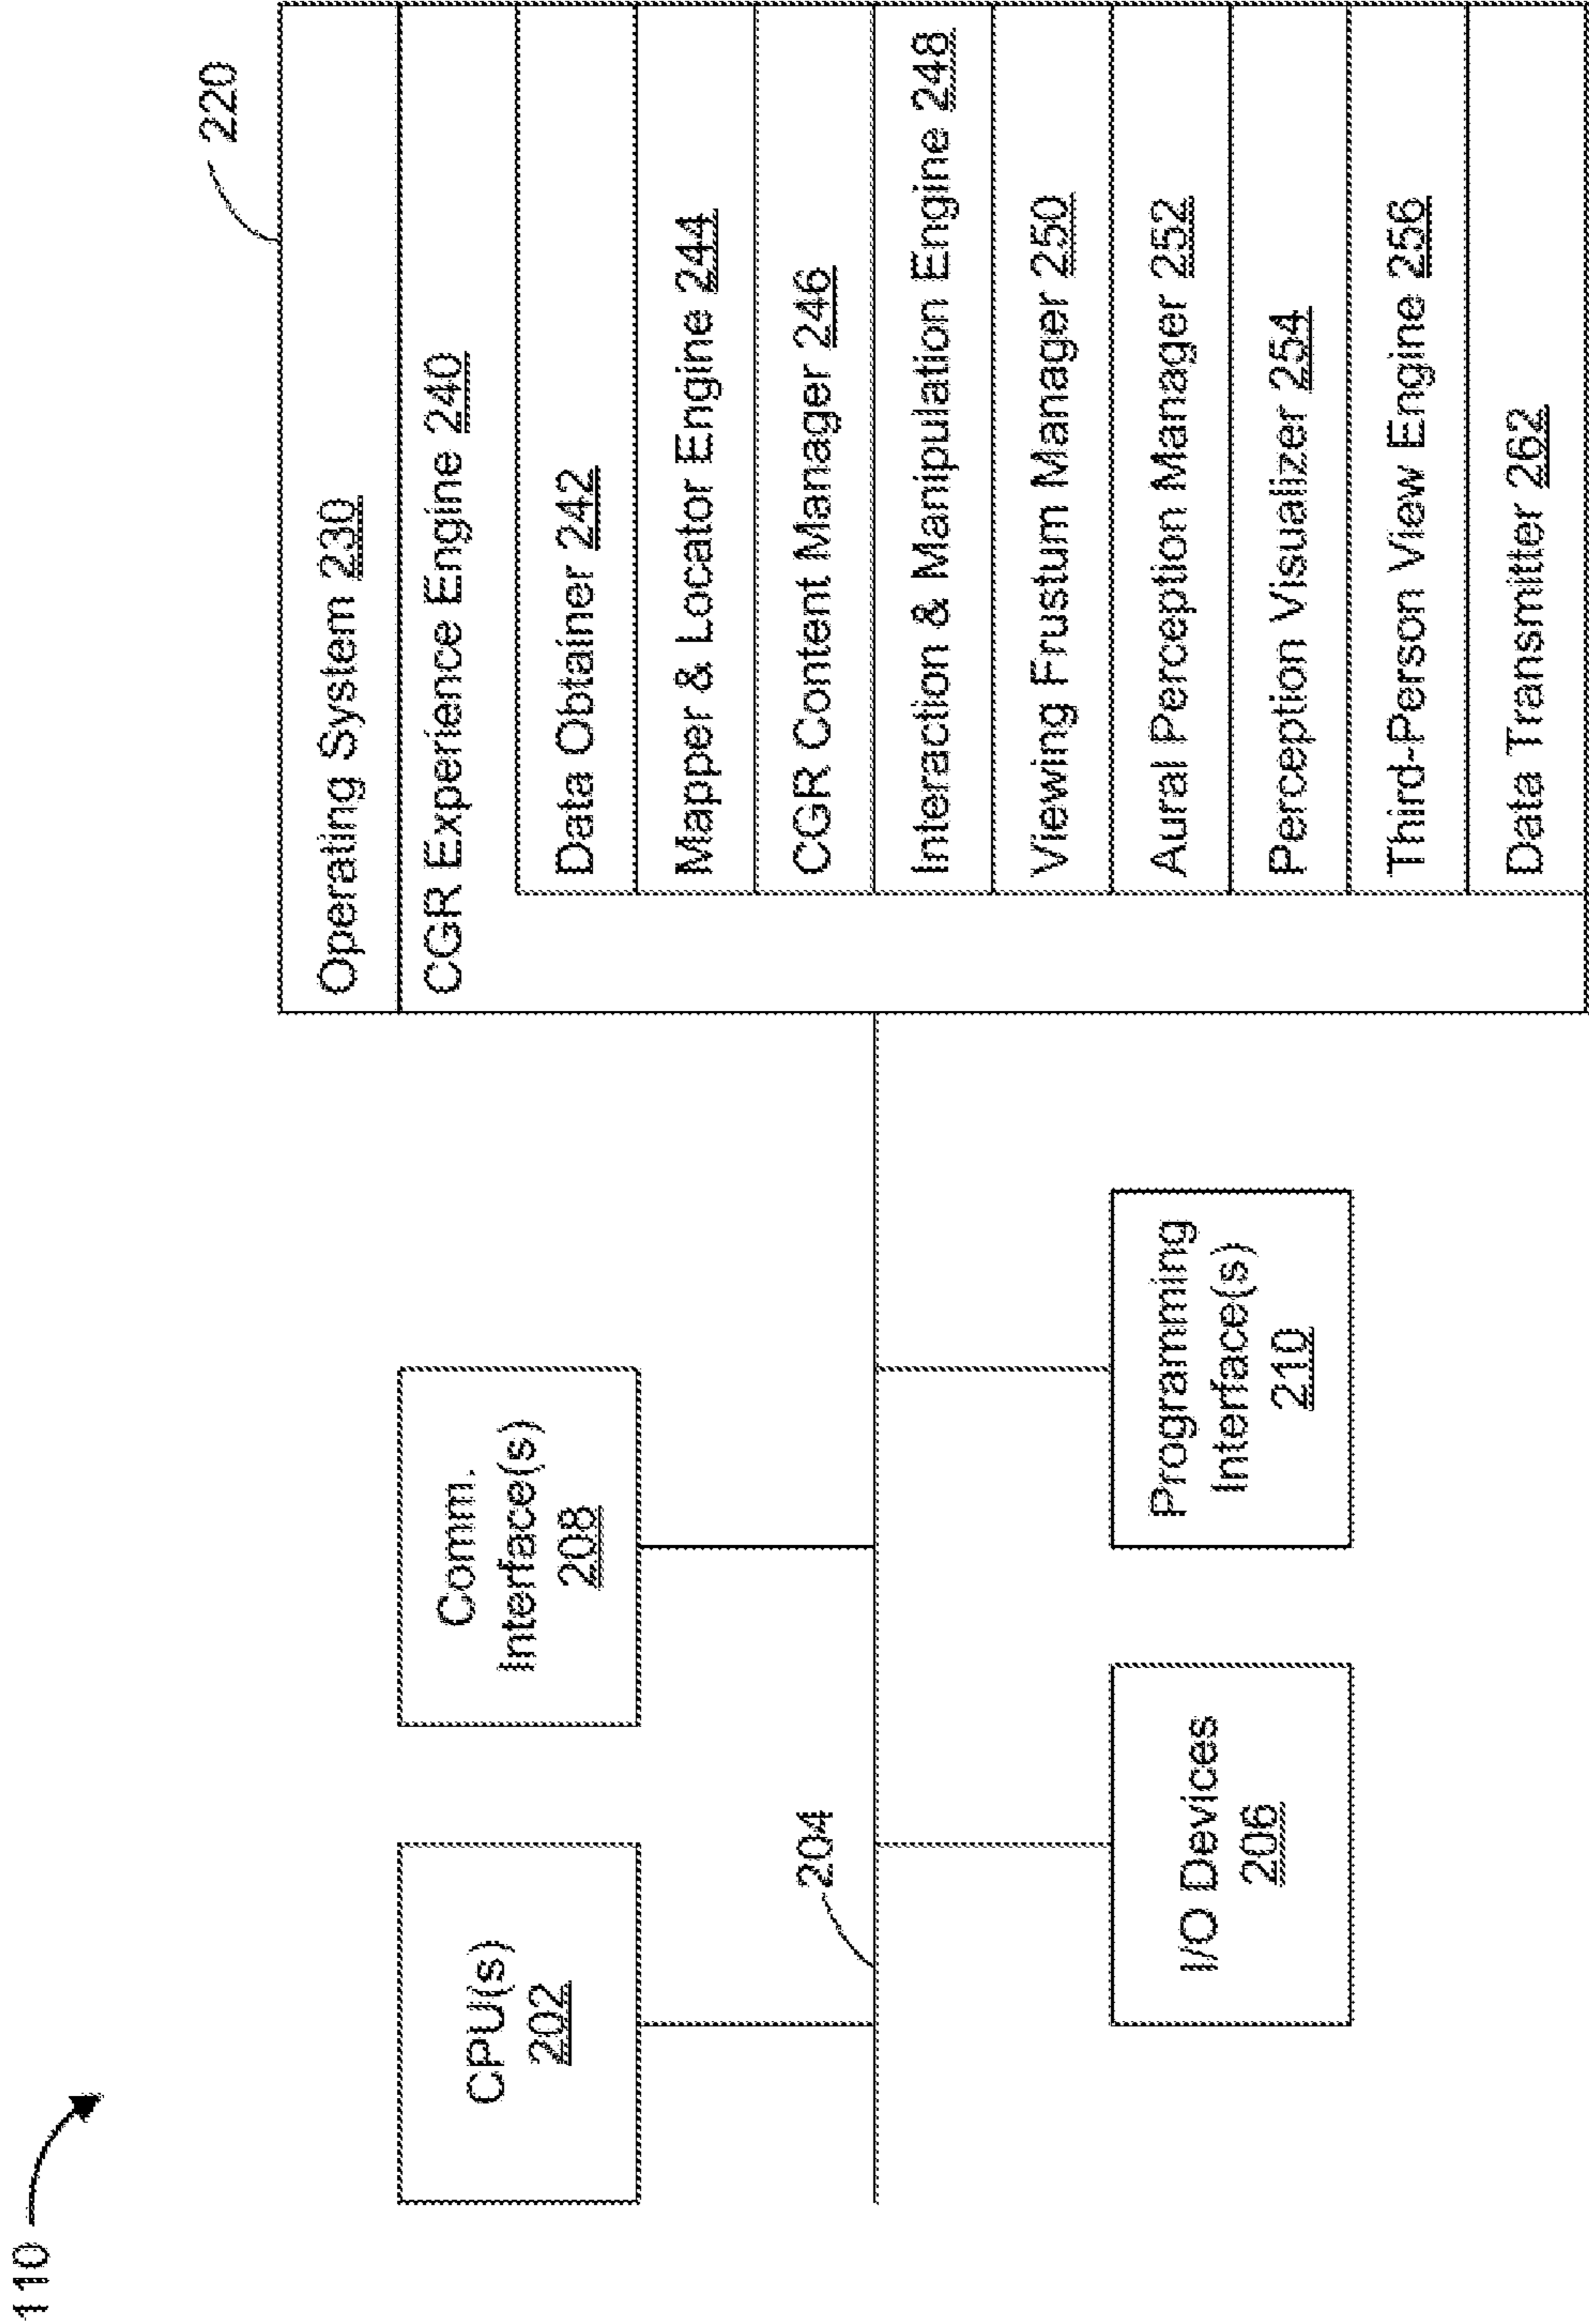 110
220
CPU(s)
202
Comm.
Interface(s)
208
204
I/O Devices
206
Programming
Interface(s)
210
Operating System 230
CGR Experience Engine 240
Data Obtainer 242
Mapper & Locator Engine 244
CGR Content Manager 246
Interaction & Manipulation Engine 248
Viewing Frustum Manager 250
Aural Perception Manager 252
Perception Visualizer 254
Third-Person View Engine 256
Data Transmitter 262